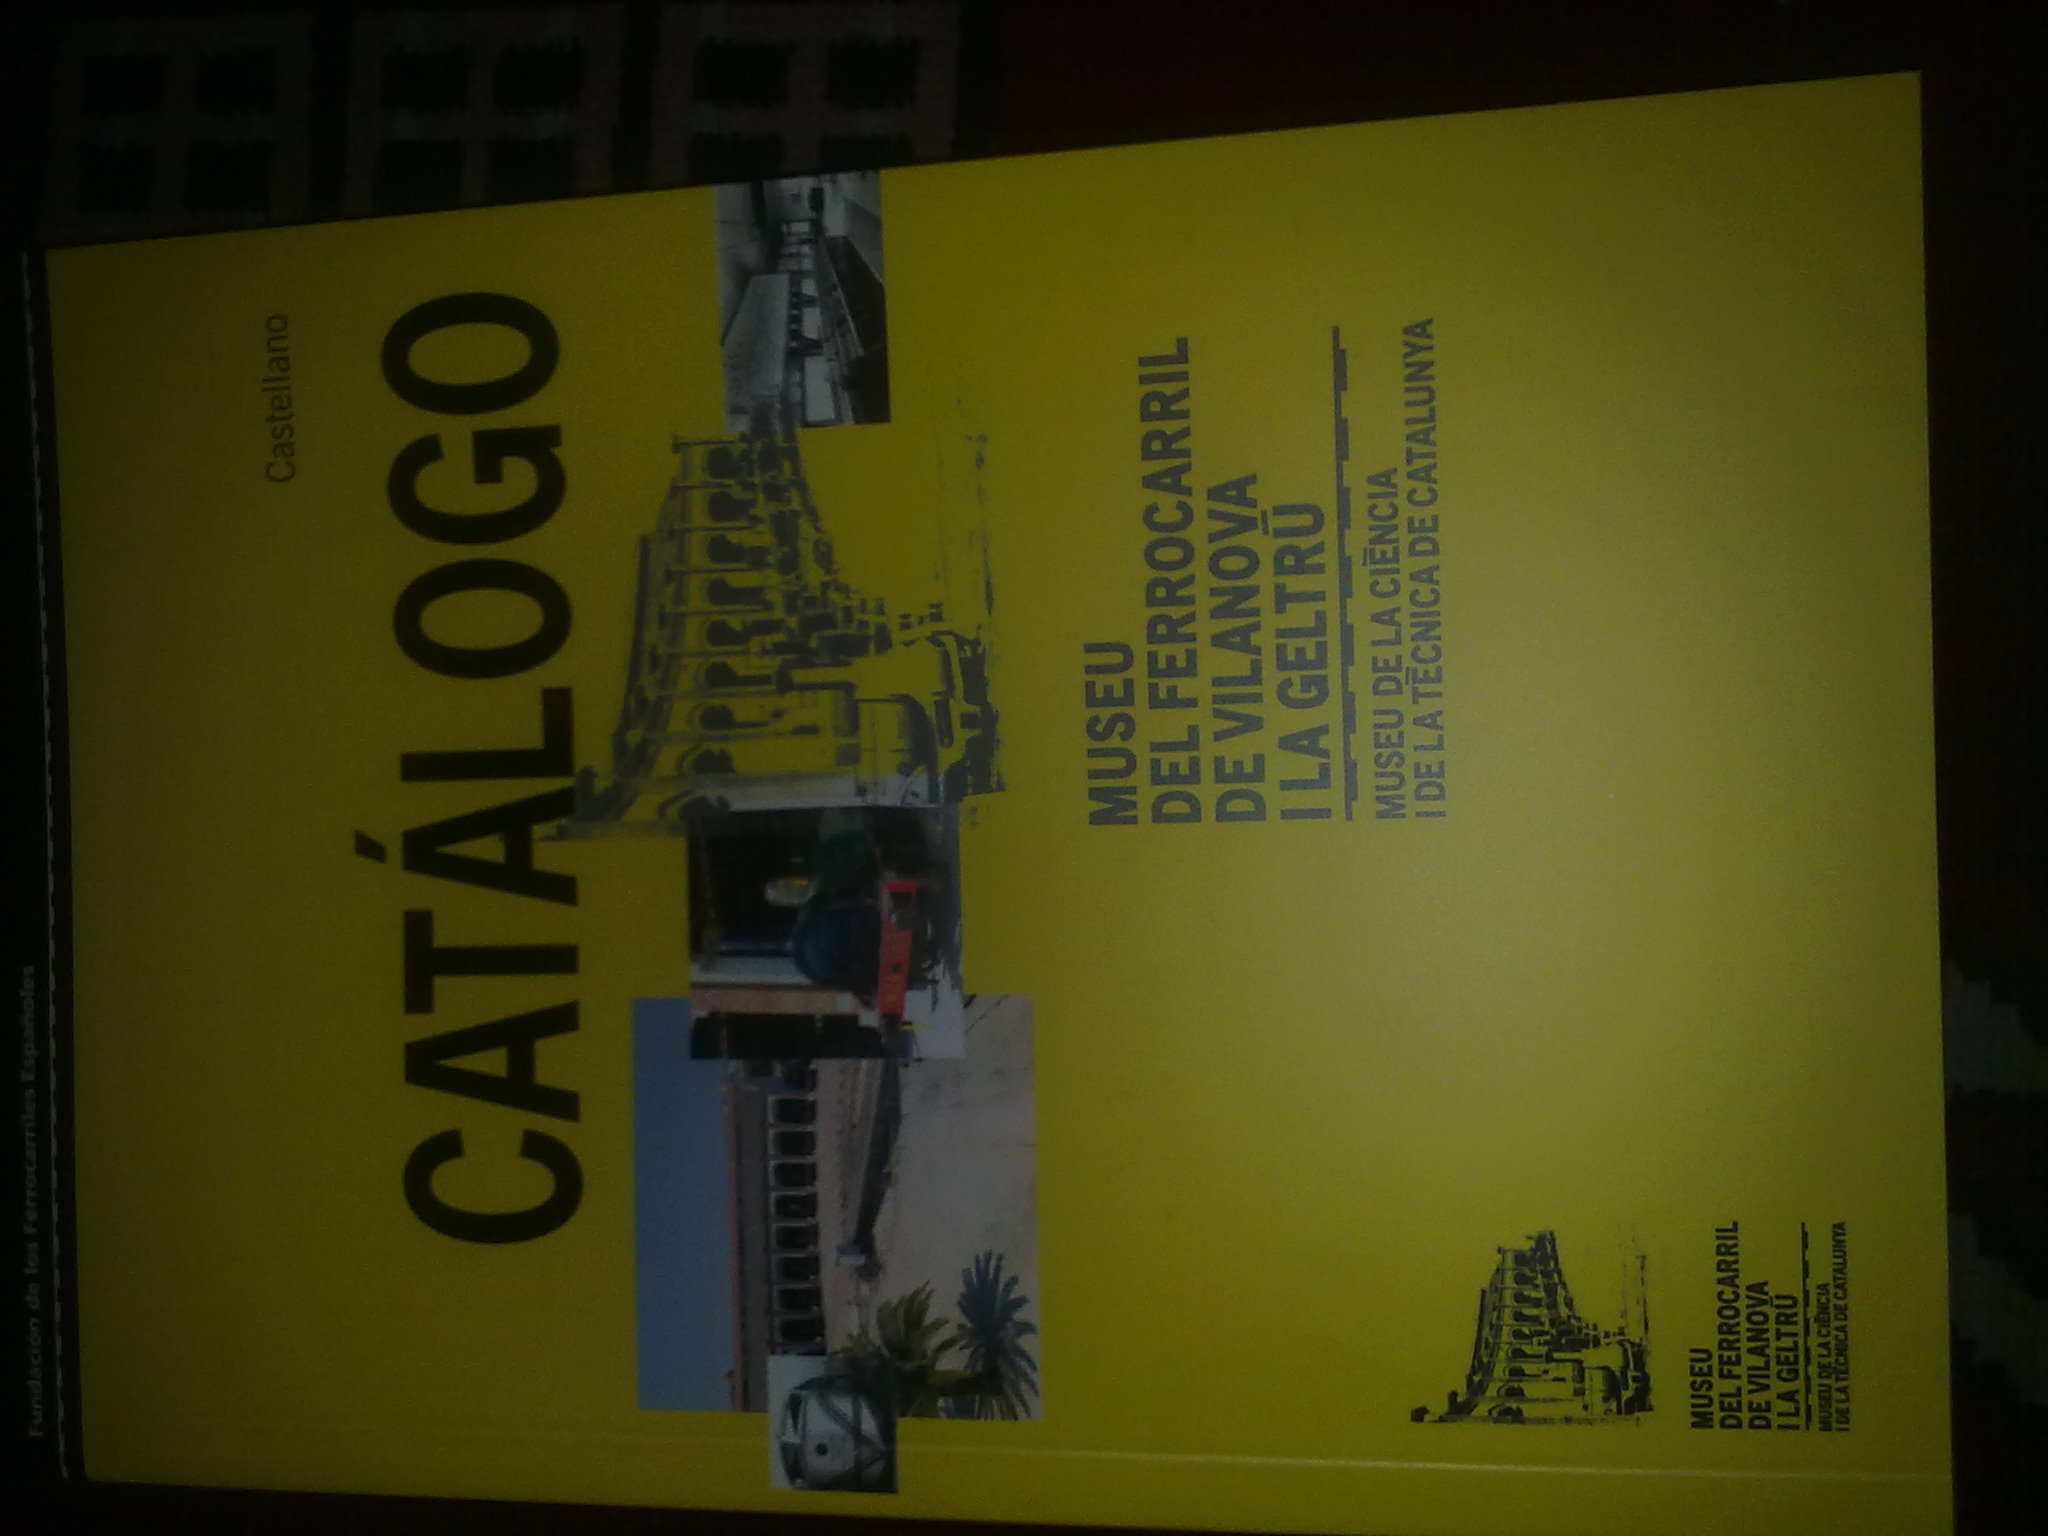 Fundación de los Ferrocarriles Españoles
Castellano
CATÁLOGO
MUSEU
DEL FERROCARRIL
DE VILANOVA
I LA GELTRÚ
MUSEU DE LA CIÈNCIA
I DE LA TÈCNICA DE CATALUNYA
MUSEU
DEL FERROCARRIL
DE VILANOVA
I LA GELTRÚ
MUSEU DE LA CIÈNCIA
I DE LA TÈCNICA DE CATALUNYA